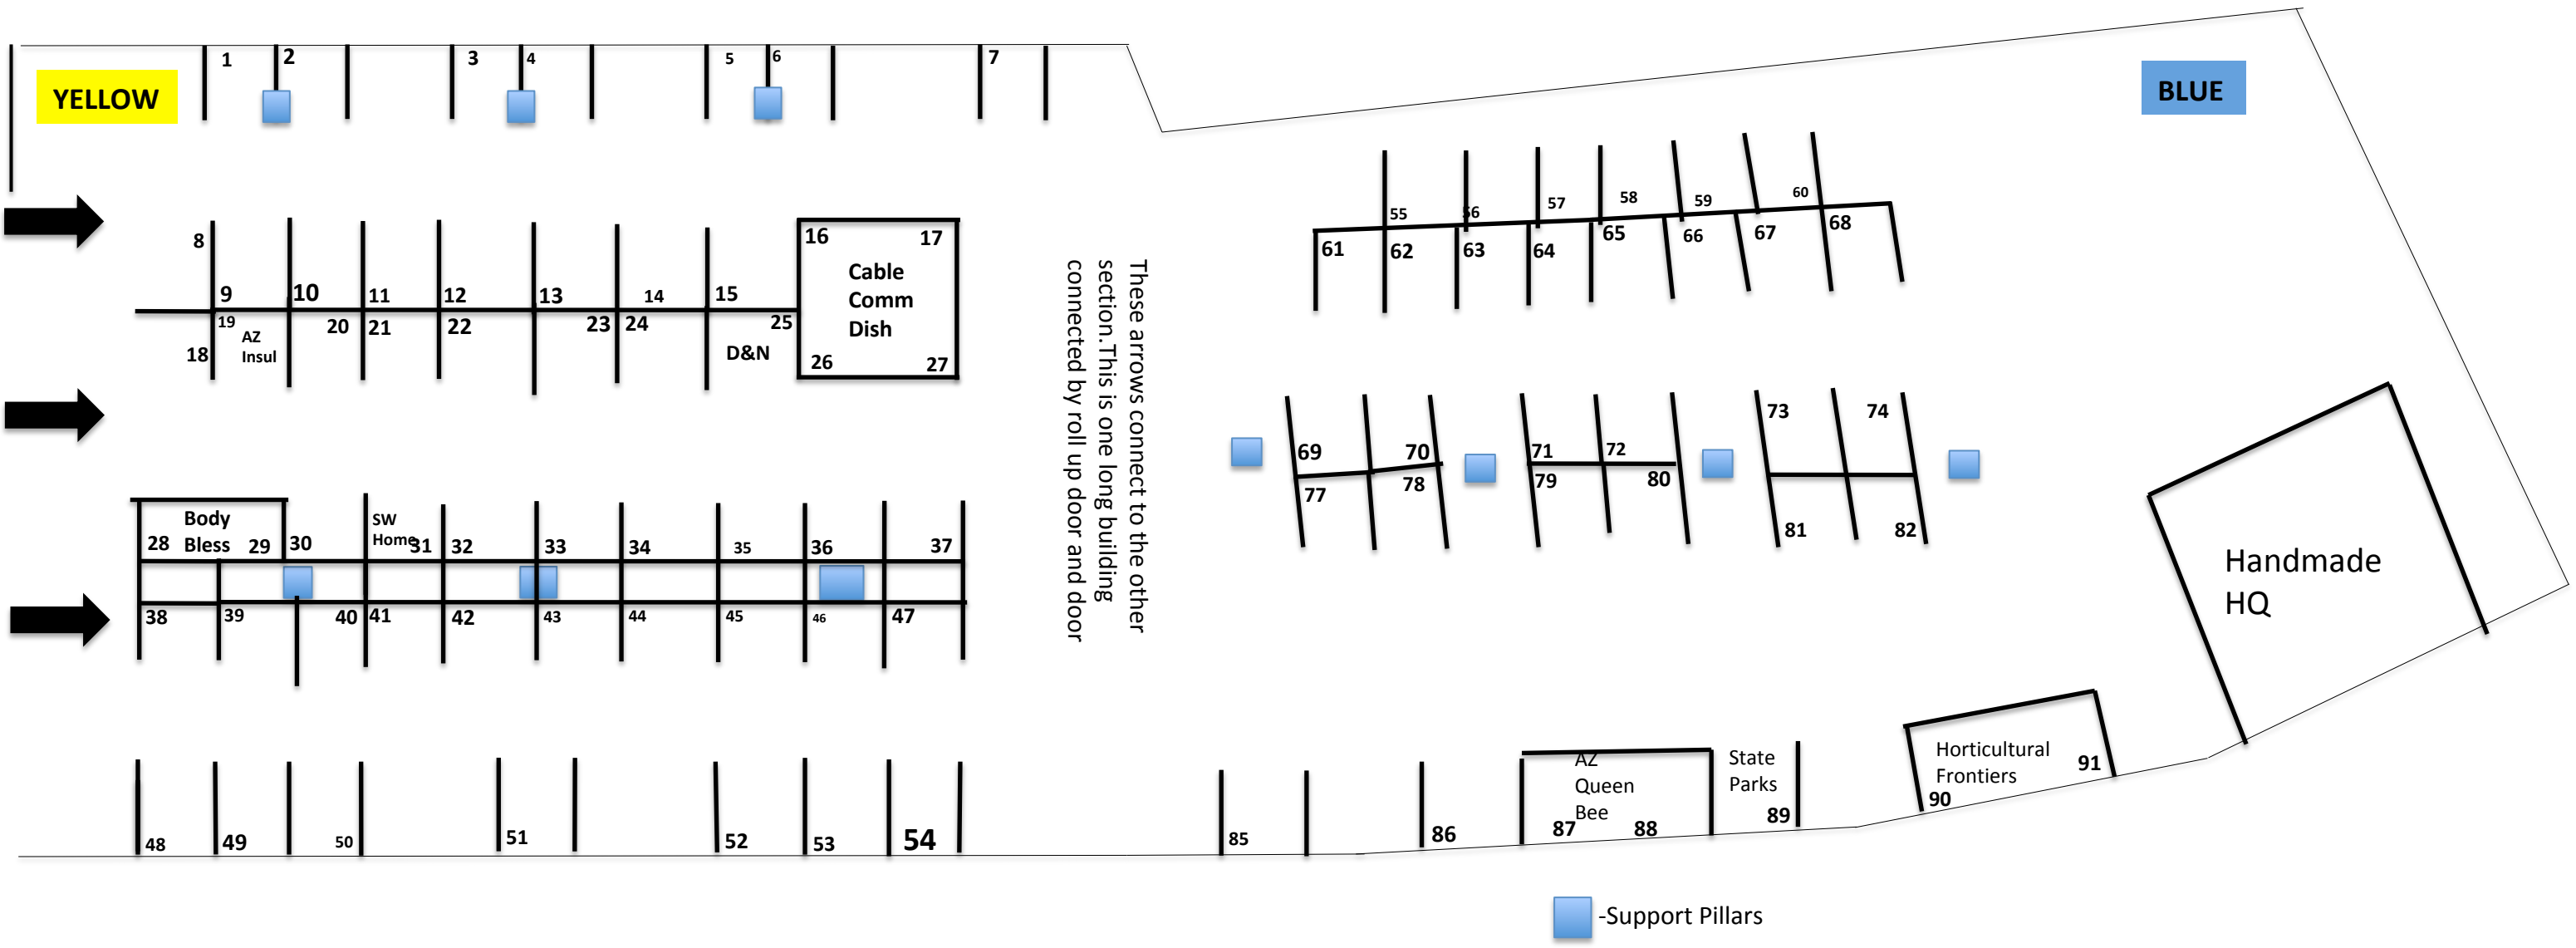 1 2 3 4 5 6 7
YELLOW
BLUE
8
9 10 11 12 13 14 15
16 17
Cable
Comm
Dish
18 19 20 21 22 23 24 25
AZ
Insul
D&N
26 27
These arrows connect to the other
section.This is one long building
connected by roll up door and door
55 56 57 58 59 60
61 62 63 64 65 66 67 68
69 70 71 72 73 74
77 78 79 80 81 82
Body
Bless
SW
Home
28 29 30 31 32 33 34 35 36 37
38 39 40 41 42 43 44 45 46 47
Handmade
HQ
48 49 50 51 52 53 54
85 86
AZ
Queen
Bee
87 88
State
Parks
89
Horticultural
Frontiers
90 91
-Support Pillars